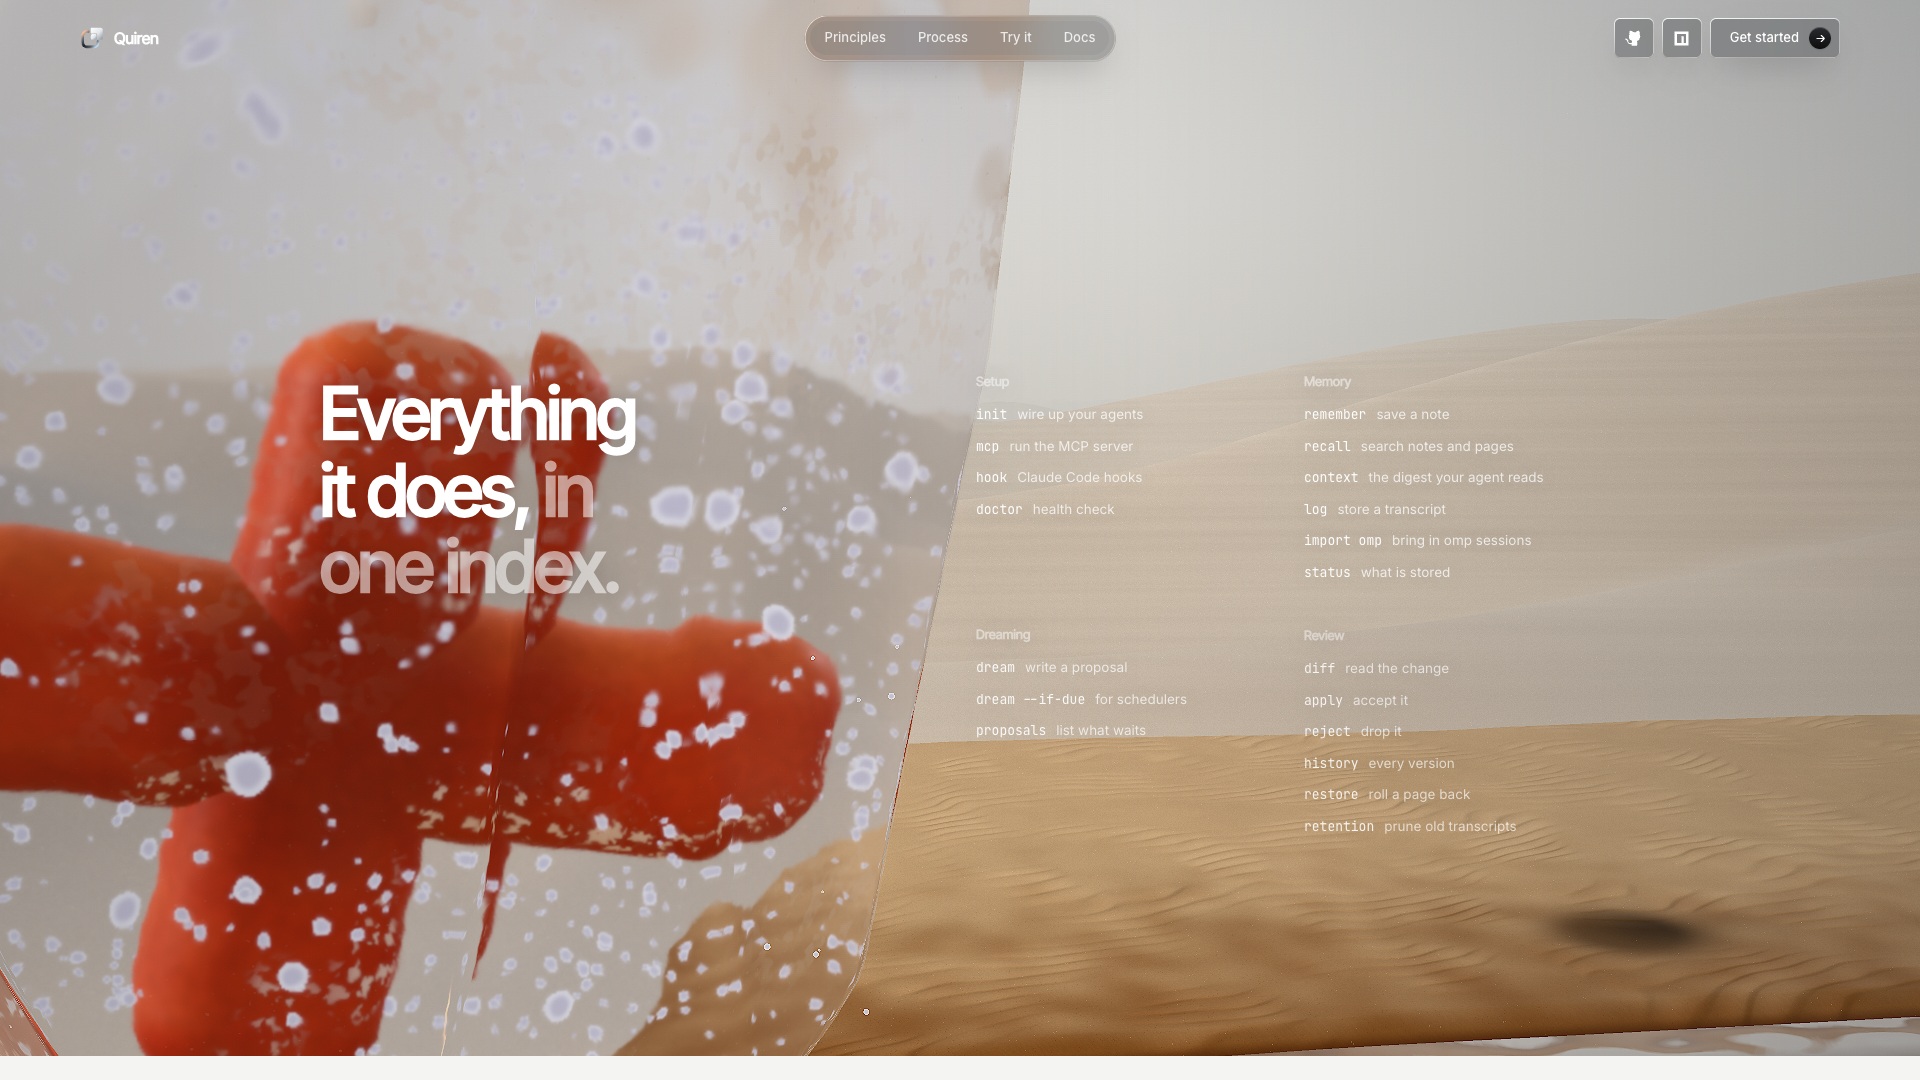 Quiren
Principles
Process
Try it
Docs
Get started
Everything
it does, in
one index.
Setup
init wire up your agents
mcp run the MCP server
hook Claude Code hooks
doctor health check
Memory
remember save a note
recall search notes and pages
context the digest your agent reads
log store a transcript
import omp bring in omp sessions
status what is stored
Dreaming
dream write a proposal
dream --if-due for schedulers
proposals list what waits
Review
diff read the change
apply accept it
reject drop it
history every version
restore roll a page back
retention prune old transcripts